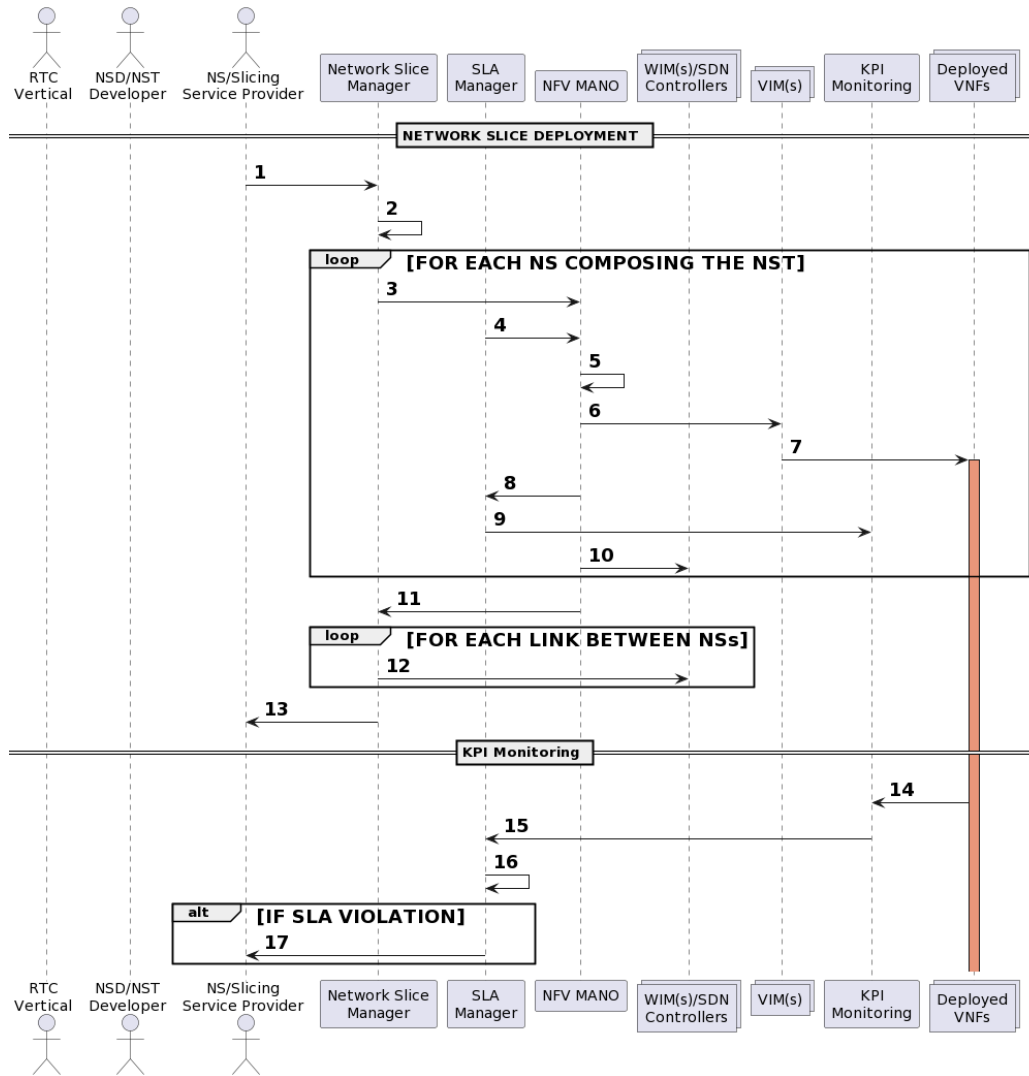 RTC
Vertical
NSD/NST
Developer
NS/Slicing
Service Provider
Network Slice
Manager
SLA
Manager
NFV MANO
WIM(s)/SDN
Controllers
VIM(s)
KPI
Monitoring
Deployed
VNFs
NETWORK SLICE DEPLOYMENT
1
2
loop [FOR EACH NS COMPOSING THE NST]
3
4
5
6
7
8
9
10
11
loop [FOR EACH LINK BETWEEN NSs]
12
13
KPI Monitoring
14
15
16
alt [IF SLA VIOLATION]
17
RTC
Vertical
NSD/NST
Developer
NS/Slicing
Service Provider
Network Slice
Manager
SLA
Manager
NFV MANO
WIM(s)/SDN
Controllers
VIM(s)
KPI
Monitoring
Deployed
VNFs